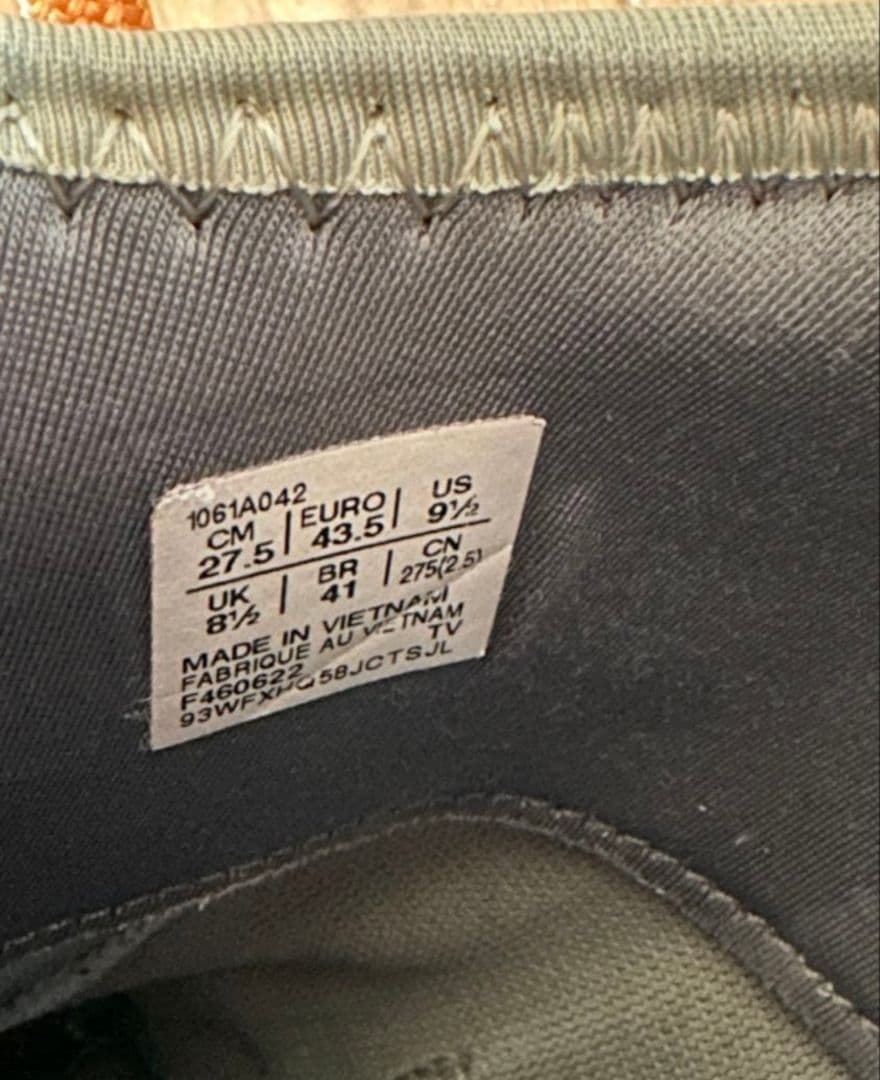 1061A042
CM | EURO | US
27.5 | 43.5 | 9½
UK | BR | CN
8½ | 41 | 275(2.5)
MADE IN VIETNAM
FABRIQUE AU VIETNAM
F460622 TV
58JCTSJL